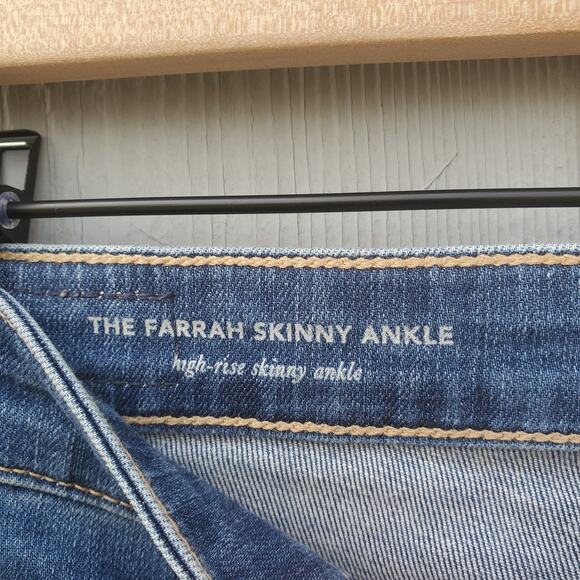 THE FARRAH SKINNY ANKLE
high-rise skinny ankle